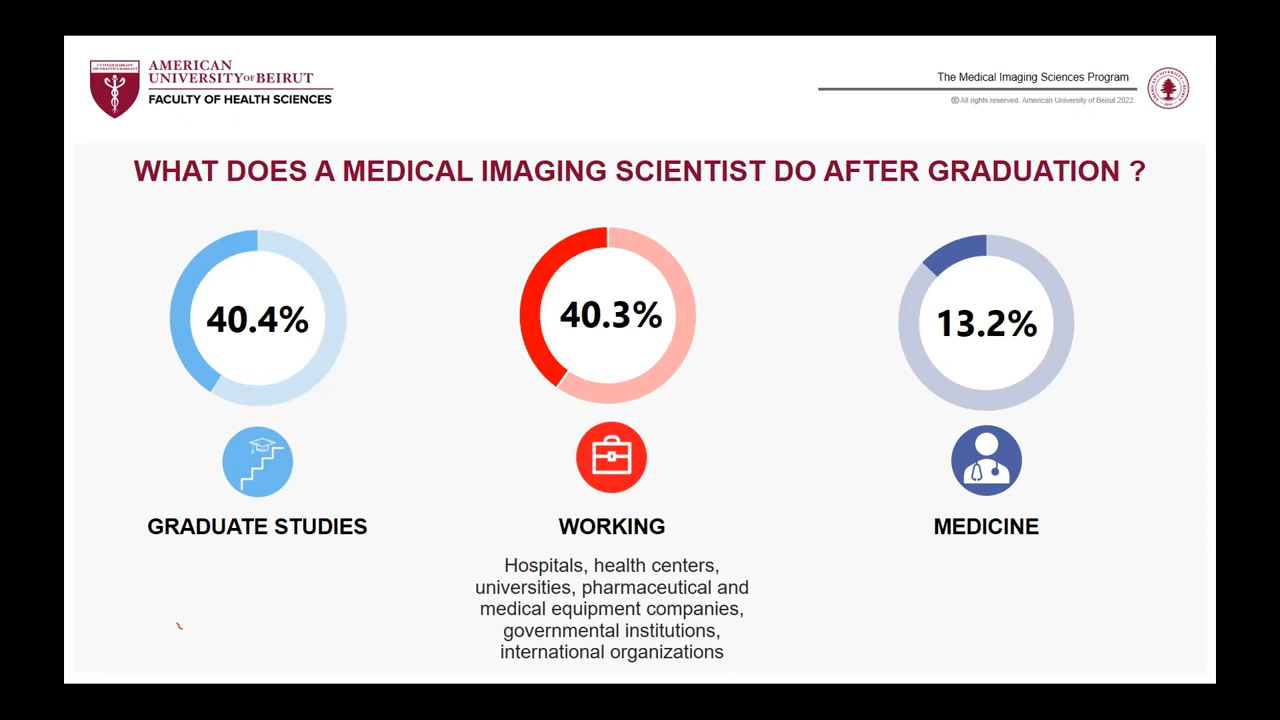 AMERICAN
UNIVERSITY OF BEIRUT
FACULTY OF HEALTH SCIENCES
The Medical Imaging Sciences Program
© All rights reserved. American University of Beirut 2022.
WHAT DOES A MEDICAL IMAGING SCIENTIST DO AFTER GRADUATION ?
40.4%
40.3%
13.2%
GRADUATE STUDIES
WORKING
MEDICINE
Hospitals, health centers,
universities, pharmaceutical and
medical equipment companies,
governmental institutions,
international organizations